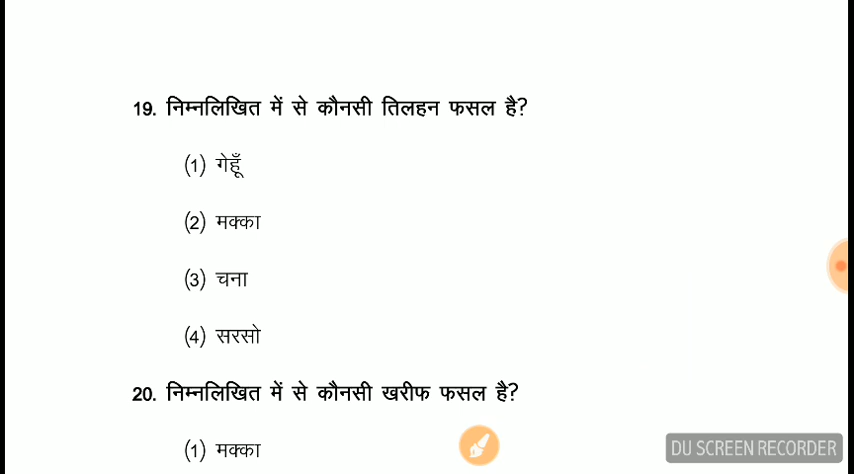 19. निम्नलिखित में से कौनसी तिलहन फसल है?
(1) गेहूँ
(2) मक्का
(3) चना
(4) सरसो
20. निम्नलिखित में से कौनसी खरीफ फसल है?
(1) मक्का
DU SCREEN RECORDER